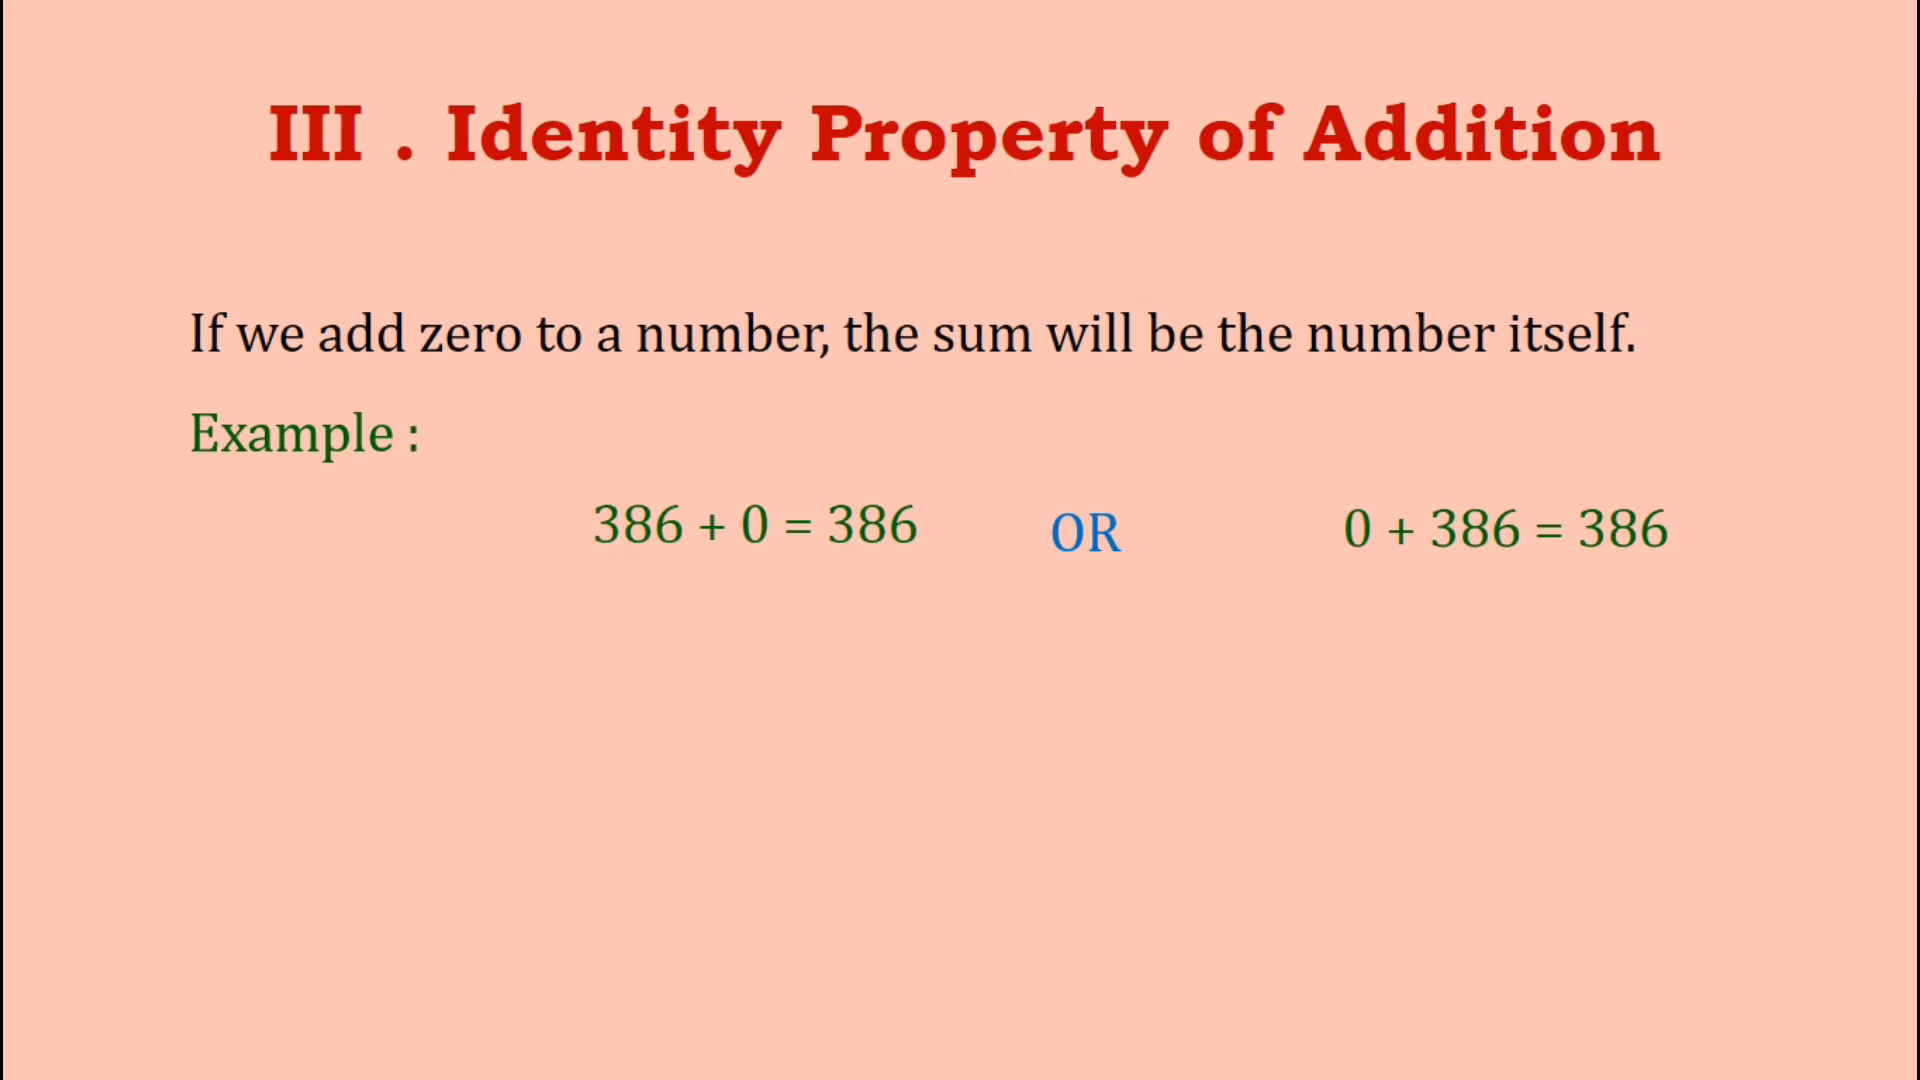 III . Identity Property of Addition
If we add zero to a number, the sum will be the number itself.
Example :
386 + 0 = 386 OR 0 + 386 = 386